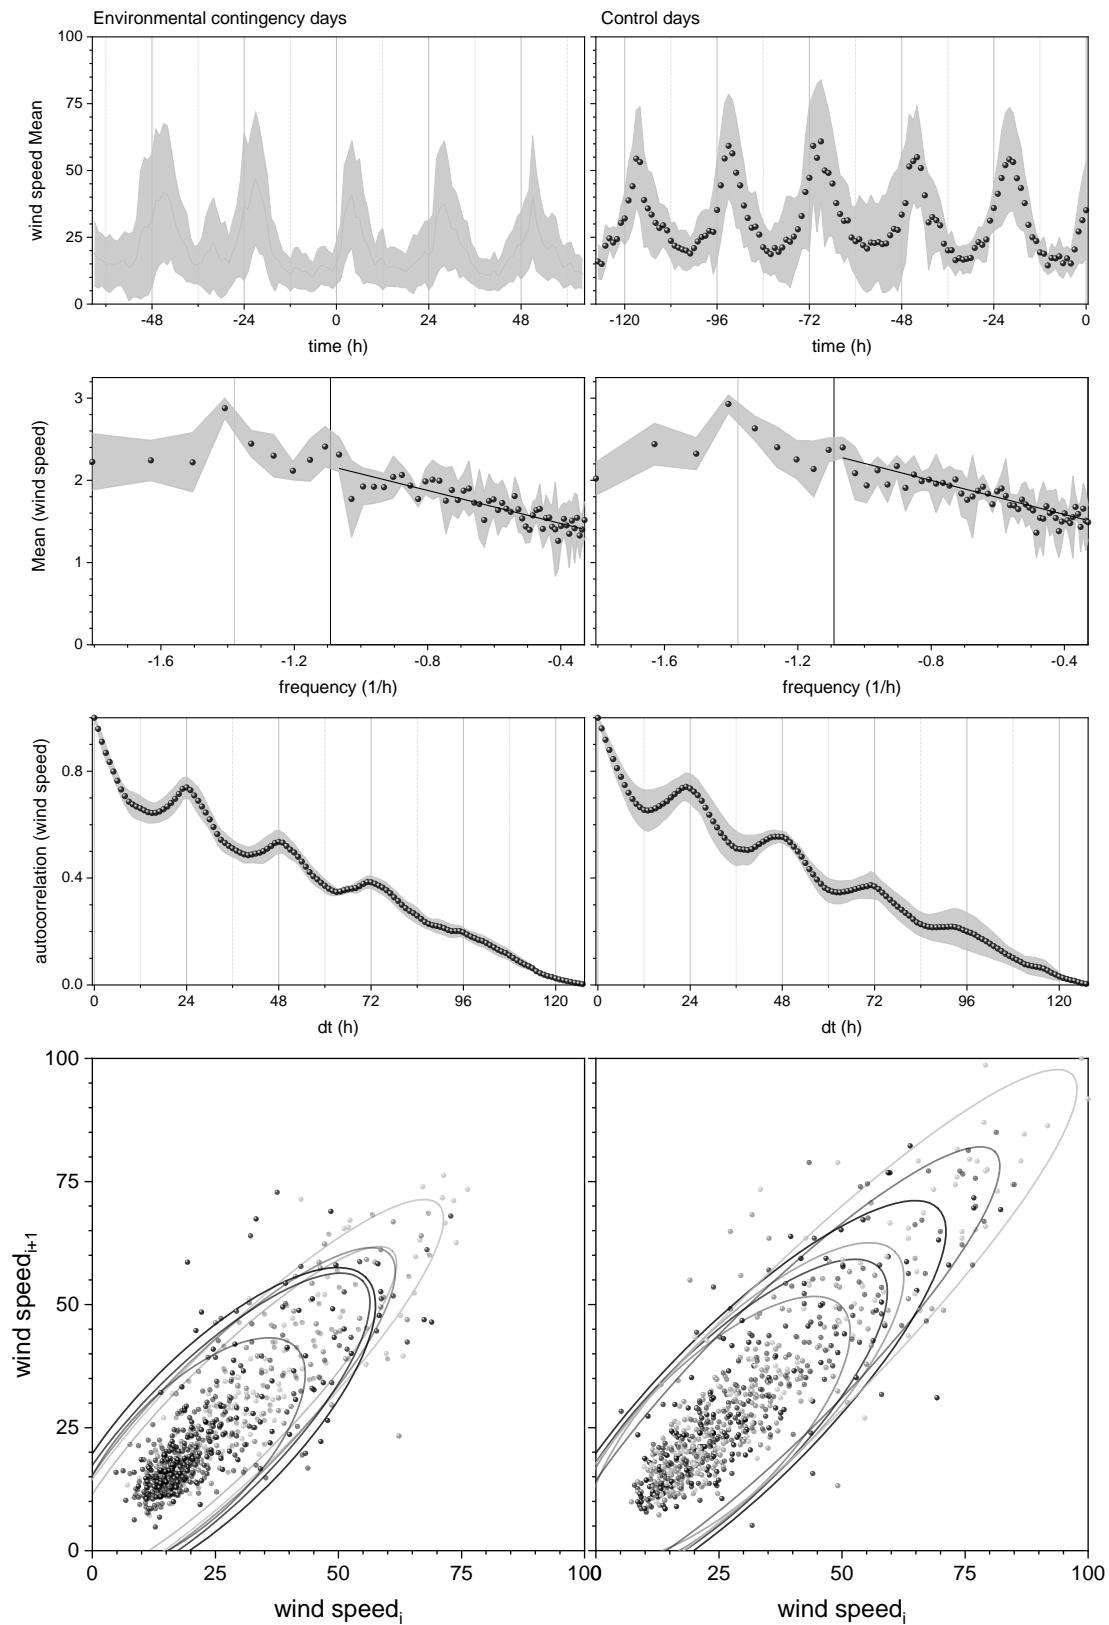 Environmental contingency days
Control days
wind speed Mean
100
75
50
25
0
-48 -24 0 24 48
time (h)
-120 -96 -72 -48 -24 0
time (h)
Mean (wind speed)
3
2
1
0
-1.6 -1.2 -0.8 -0.4
frequency (1/h)
-1.6 -1.2 -0.8 -0.4
frequency (1/h)
autocorrelation (wind speed)
0.8
0.4
0.0
0 24 48 72 96 120
dt (h)
0 24 48 72 96 120
dt (h)
wind speedi+1
100
75
50
25
0
0 25 50 75 100
wind speedi
0 25 50 75 100
wind speedi